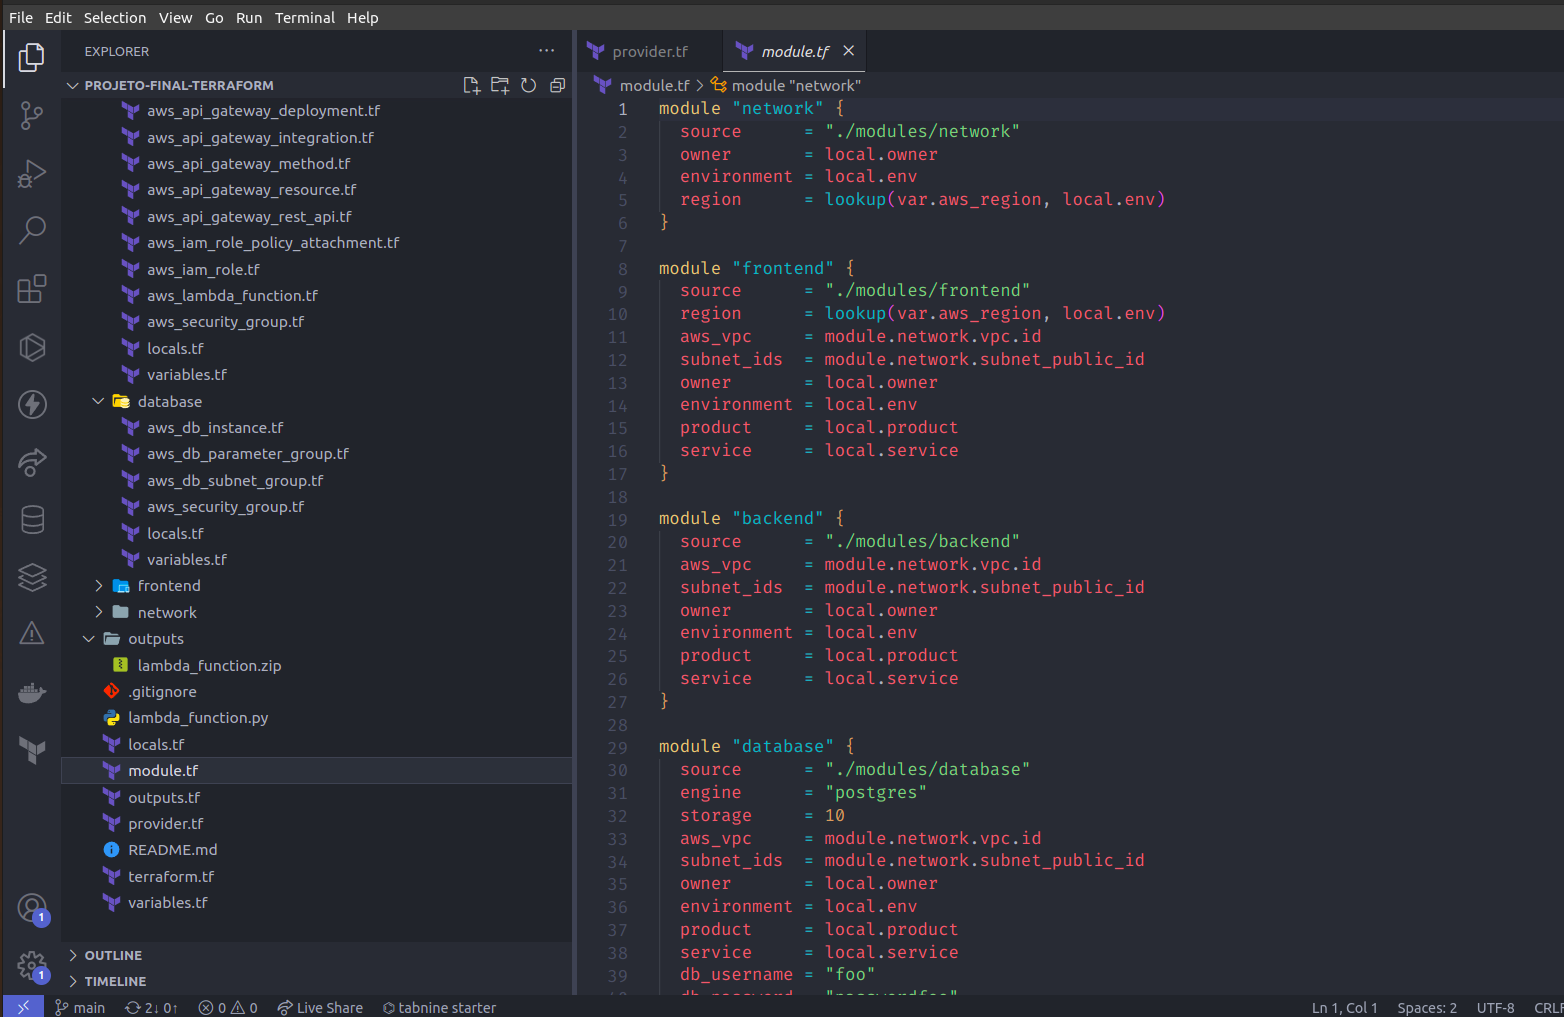 File Edit Selection View Go Run Terminal Help
EXPLORER
PROJETO-FINAL-TERRAFORM
aws_api_gateway_deployment.tf
aws_api_gateway_integration.tf
aws_api_gateway_method.tf
aws_api_gateway_resource.tf
aws_api_gateway_rest_api.tf
aws_iam_role_policy_attachment.tf
aws_iam_role.tf
aws_lambda_function.tf
aws_security_group.tf
locals.tf
variables.tf
database
aws_db_instance.tf
aws_db_parameter_group.tf
aws_db_subnet_group.tf
aws_security_group.tf
locals.tf
variables.tf
frontend
network
outputs
lambda_function.zip
.gitignore
lambda_function.py
locals.tf
module.tf
outputs.tf
provider.tf
README.md
terraform.tf
variables.tf
OUTLINE
TIMELINE
1
1
provider.tf module.tf
module.tf > module "network"
1 module "network" {
2 source = "./modules/network"
3 owner = local.owner
4 environment = local.env
5 region = lookup(var.aws_region, local.env)
6 }
7
8 module "frontend" {
9 source = "./modules/frontend"
10 region = lookup(var.aws_region, local.env)
11 aws_vpc = module.network.vpc.id
12 subnet_ids = module.network.subnet_public_id
13 owner = local.owner
14 environment = local.env
15 product = local.product
16 service = local.service
17 }
18
19 module "backend" {
20 source = "./modules/backend"
21 aws_vpc = module.network.vpc.id
22 subnet_ids = module.network.subnet_public_id
23 owner = local.owner
24 environment = local.env
25 product = local.product
26 service = local.service
27 }
28
29 module "database" {
30 source = "./modules/database"
31 engine = "postgres"
32 storage = 10
33 aws_vpc = module.network.vpc.id
34 subnet_ids = module.network.subnet_public_id
35 owner = local.owner
36 environment = local.env
37 product = local.product
38 service = local.service
39 db_username = "foo"
main 2↓ 0↑ 0 0 Live Share tabnine starter Ln 1, Col 1 Spaces: 2 UTF-8 CRLF